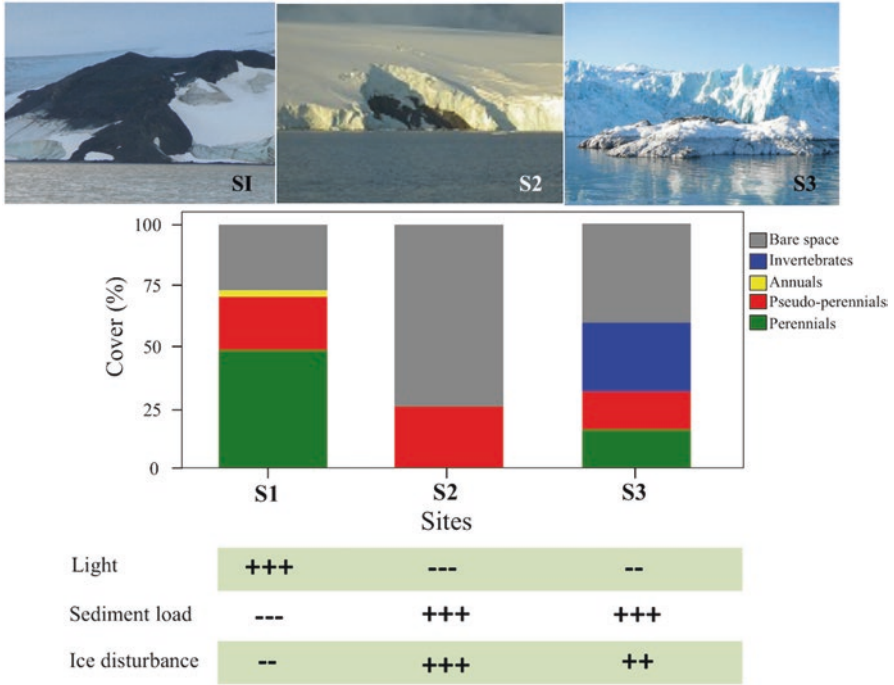 SI
S2
S3
100
75
50
25
0
Cover (%)
Bare space
Invertebrates
Annuals
Pseudo-perennials
Perennials
S1 S2 S3
Sites
Light +++ --- --
Sediment load --- +++ +++
Ice disturbance -- +++ ++